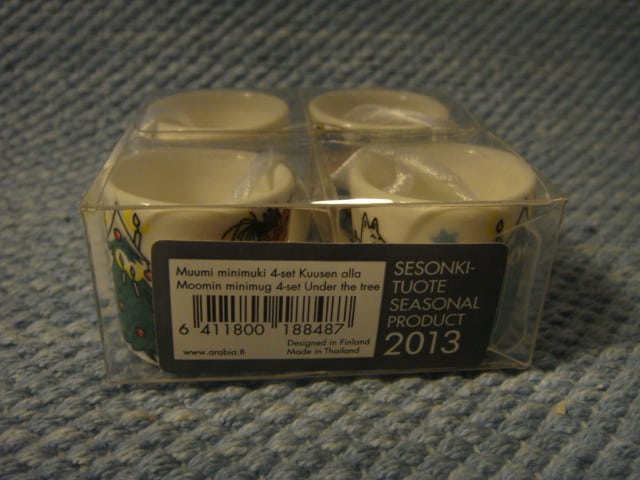 Muumi minimuki 4-set Kuusen alla
Moomin minimug 4-set Under the tree
6 411800 188487
Designed in Finland
www.arabia.fi Made in Thailand
SESONKI-
TUOTE
SEASONAL
PRODUCT
2013